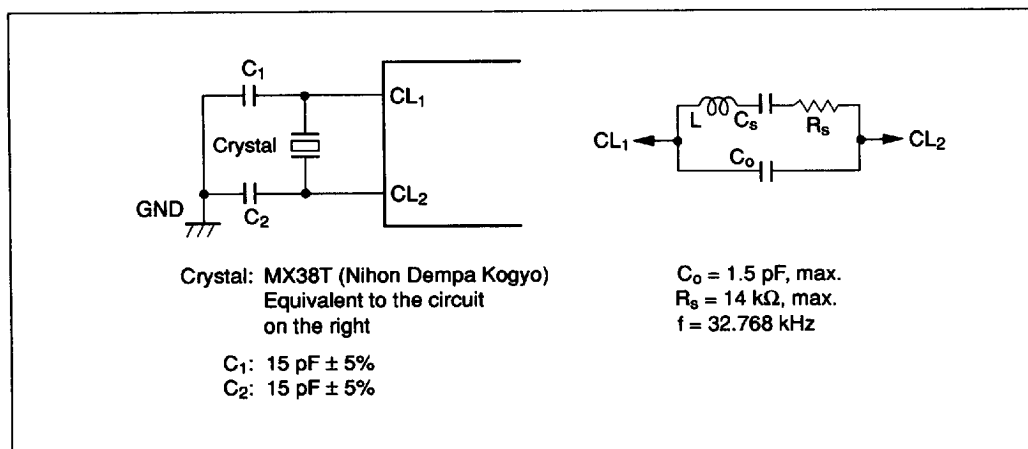 C₁
CL₁
Crystal
CL₂
GND
C₂
L
Cₛ
Rₛ
CL₁
CL₂
Cₒ
Crystal: MX38T (Nihon Dempa Kogyo)
Equivalent to the circuit
on the right
C₁: 15 pF ± 5%
C₂: 15 pF ± 5%
Cₒ = 1.5 pF, max.
Rₛ = 14 kΩ, max.
f = 32.768 kHz